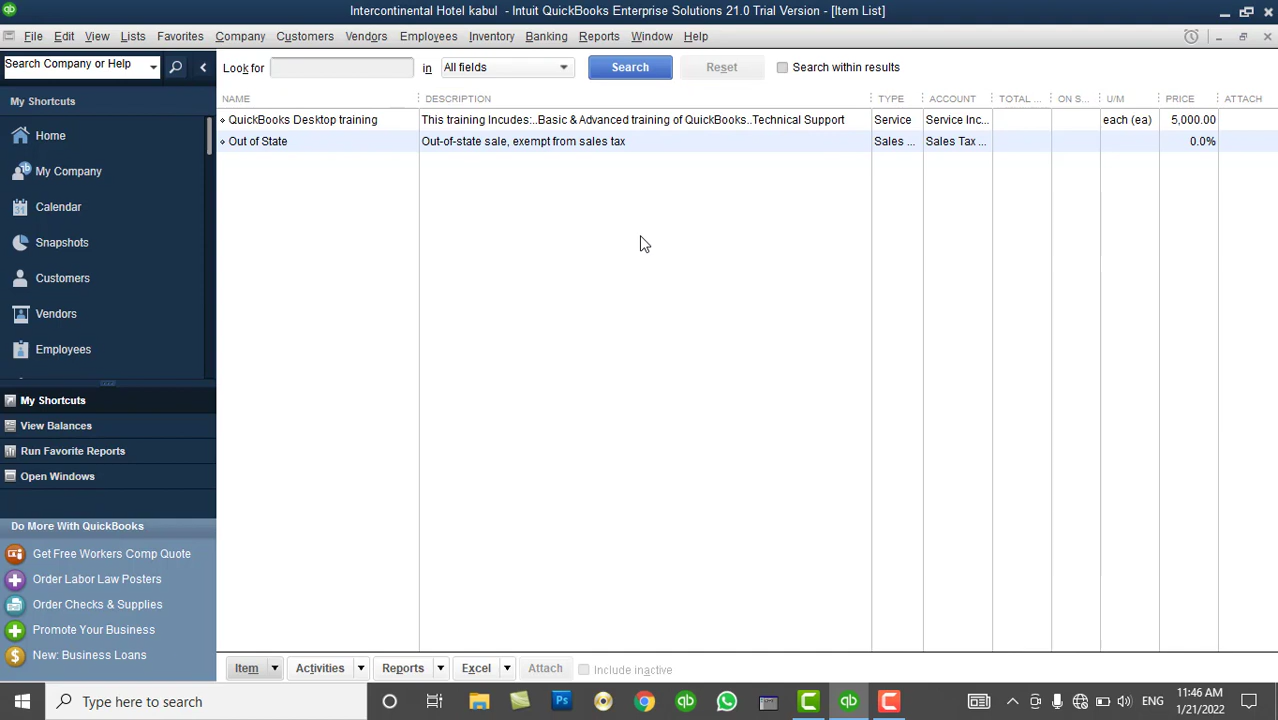 Intercontinental Hotel kabul - Intuit QuickBooks Enterprise Solutions 21.0 Trial Version - [Item List]
File Edit View Lists Favorites Company Customers Vendors Employees Inventory Banking Reports Window Help
Search Company or Help
Look for in All fields Search Reset Search within results
My Shortcuts
NAME DESCRIPTION TYPE ACCOUNT TOTAL ... ON S... U/M PRICE ATTACH
QuickBooks Desktop training This training Incudes:..Basic & Advanced training of QuickBooks..Technical Support Service Service Inc... each (ea) 5,000.00
Out of State Out-of-state sale, exempt from sales tax Sales ... Sales Tax ... 0.0%
Home
My Company
Calendar
Snapshots
Customers
Vendors
Employees
My Shortcuts
View Balances
Run Favorite Reports
Open Windows
Do More With QuickBooks
Get Free Workers Comp Quote
Order Labor Law Posters
Order Checks & Supplies
Promote Your Business
New: Business Loans
Item Activities Reports Excel Attach Include inactive
Type here to search
ENG
11:46 AM
1/21/2022